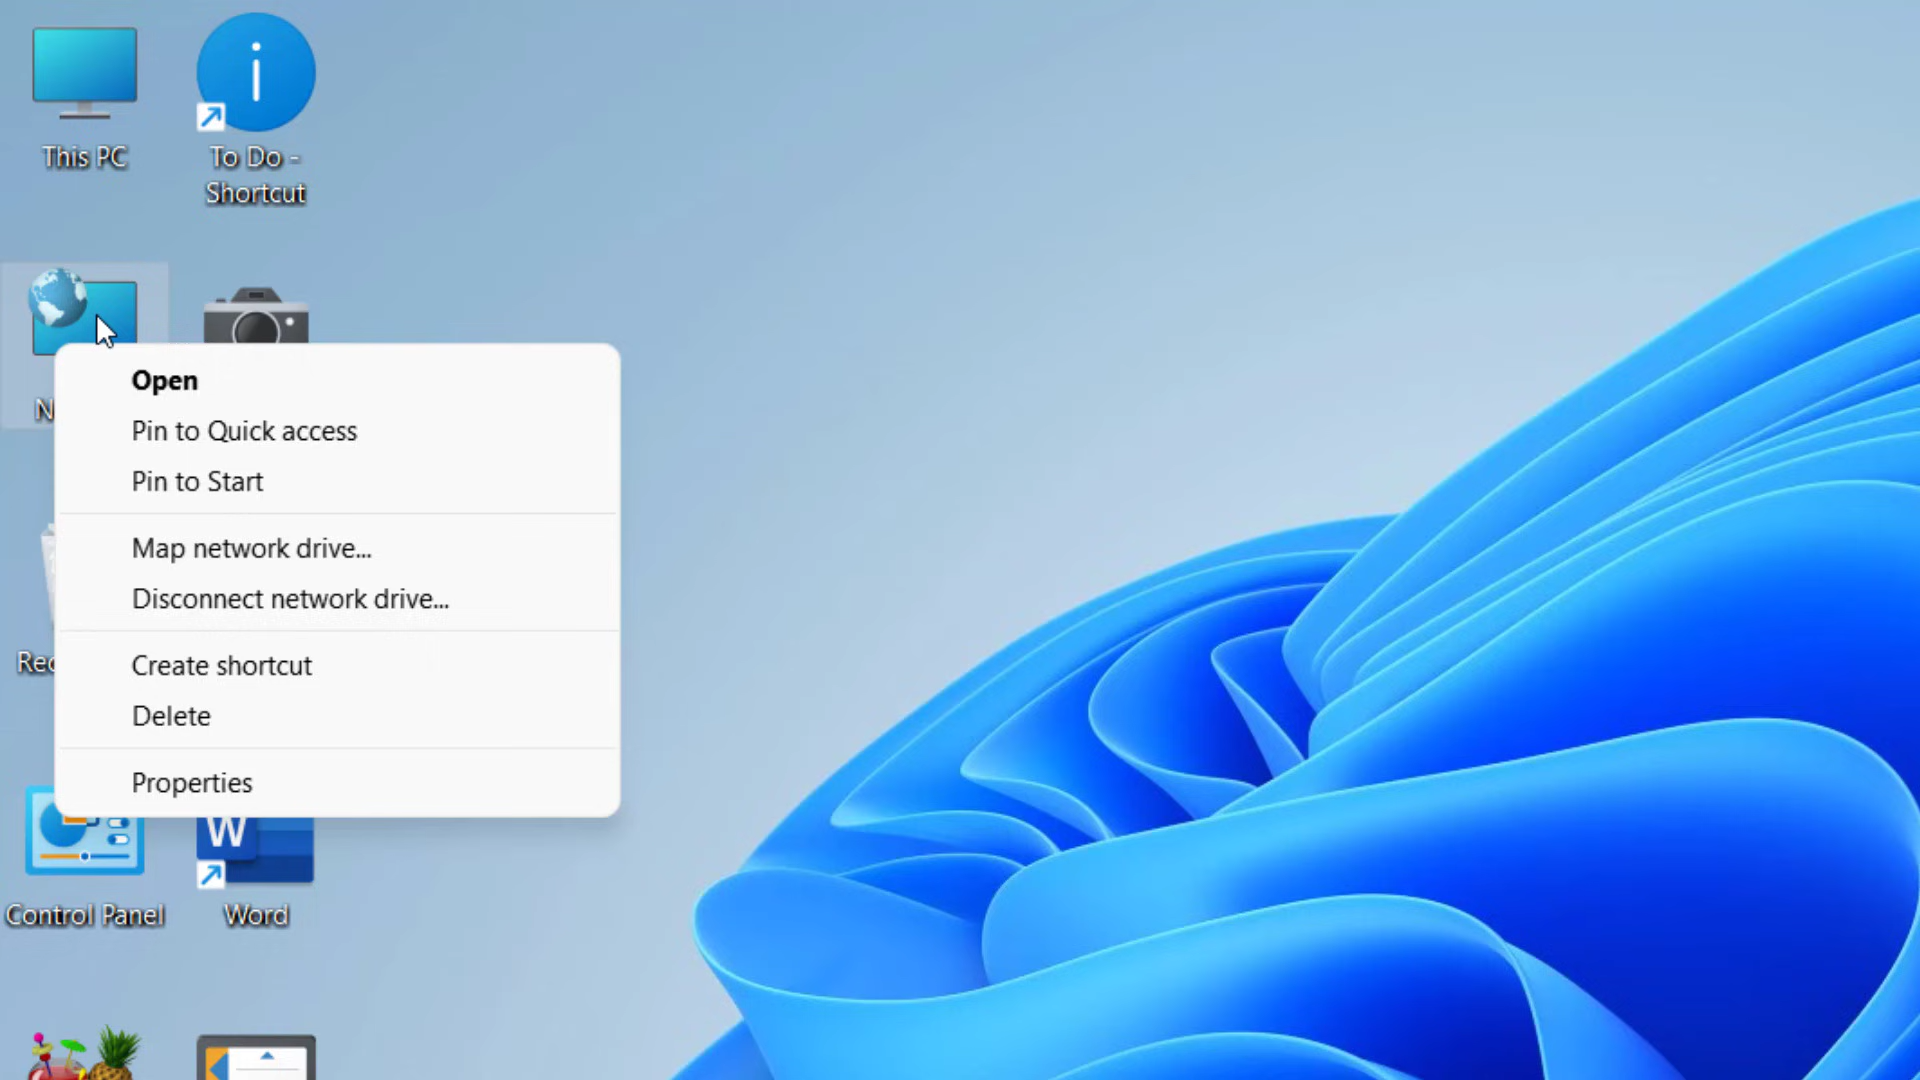 This PC
To Do -
Shortcut
Open
Pin to Quick access
Pin to Start
Map network drive...
Disconnect network drive...
Create shortcut
Delete
Properties
W
Control Panel
Word